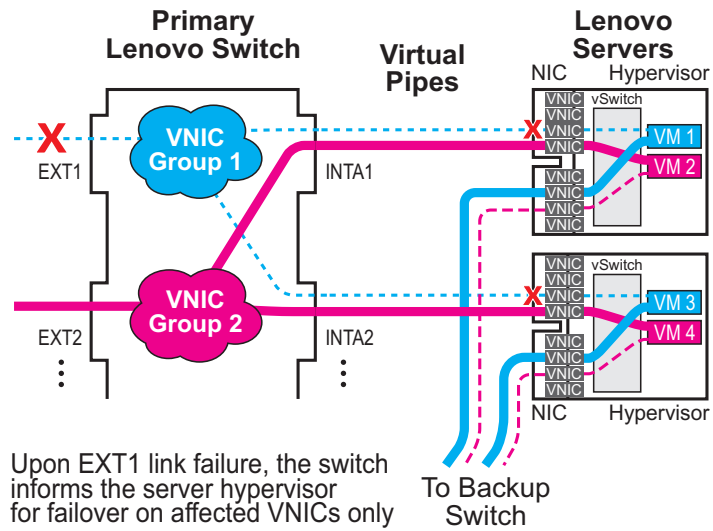 Primary
Lenovo Switch
Virtual
Pipes
Lenovo
Servers
NIC
Hypervisor
X
EXT1
VNIC
Group 1
INTA1
X
VNIC
VNIC
VNIC
VNIC
VNIC
VNIC
VNIC
VNIC
vSwitch
VM 1
VM 2
VNIC
Group 2
EXT2
INTA2
X
VNIC
VNIC
VNIC
VNIC
VNIC
VNIC
VNIC
VNIC
vSwitch
VM 3
VM 4
NIC
Hypervisor
Upon EXT1 link failure, the switch
informs the server hypervisor
for failover on affected VNICs only
To Backup
Switch